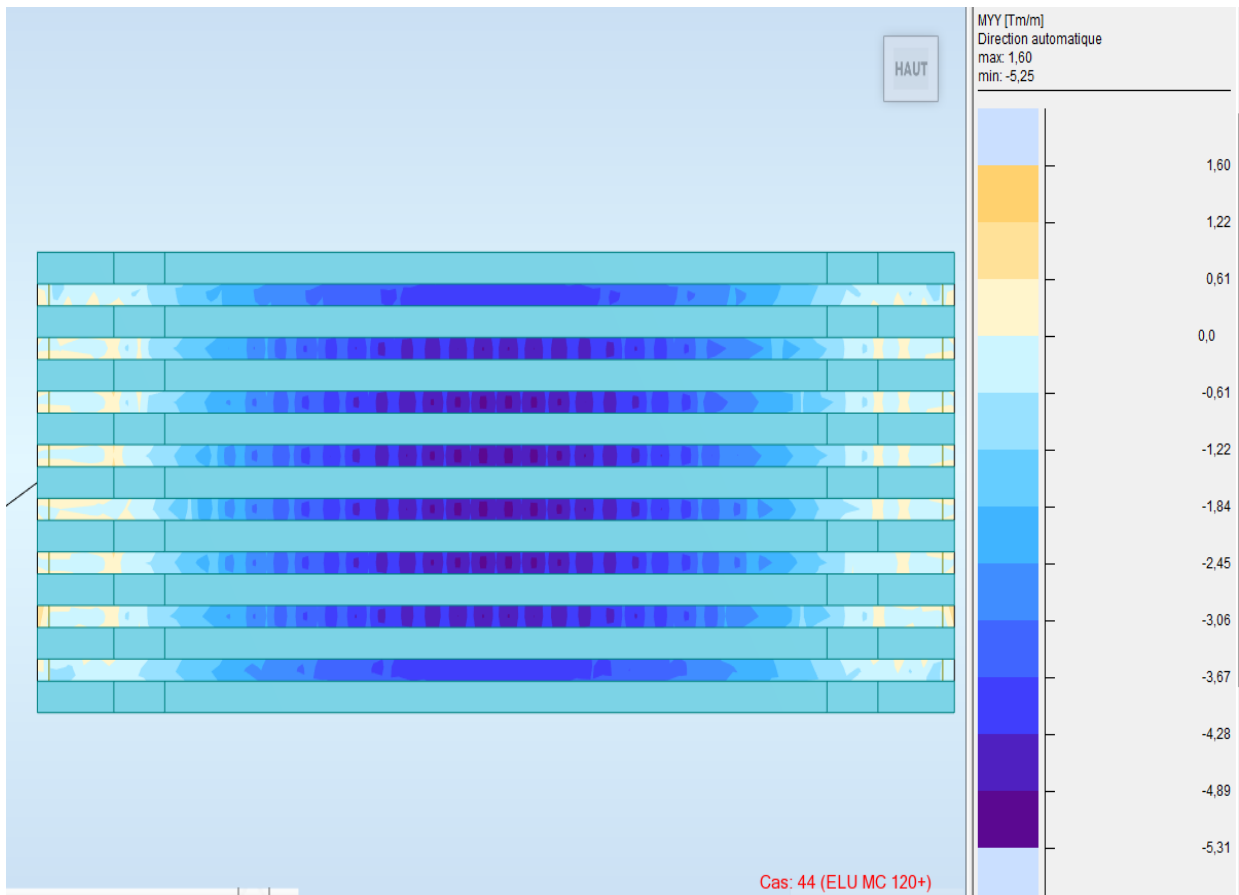 MYY [Tm/m]
Direction automatique
max: 1,60
min: -5,25
HAUT
1,60
1,22
0,61
0,0
-0,61
-1,22
-1,84
-2,45
-3,06
-3,67
-4,28
-4,89
-5,31
Cas: 44 (ELU MC 120+)